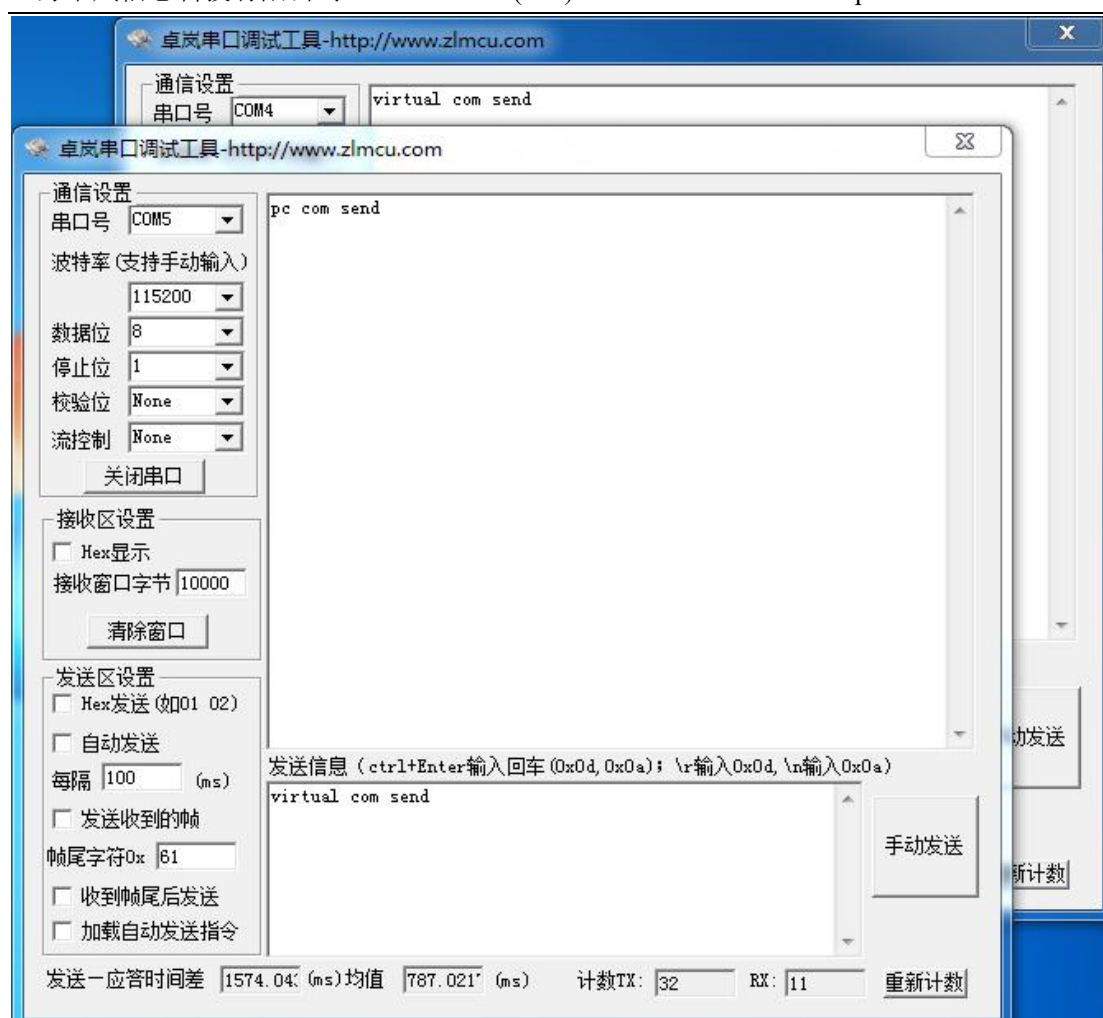 卓岚串口调试工具-http://www.zlmcu.com
x
通信设置
串口号 COM4
virtual com send
卓岚串口调试工具-http://www.zlmcu.com
通信设置
串口号 COM5
pc com send
波特率(支持手动输入)
115200
数据位 8
停止位 1
校验位 None
流控制 None
关闭串口
接收区设置
Hex显示
接收窗口字节 10000
清除窗口
发送区设置
Hex发送(如01 02)
自动发送
每隔 100 (ms)
发送收到的帧
帧尾字符0x 61
收到帧尾后发送
加载自动发送指令
发送信息（ctrl+Enter输入回车(0x0d,0x0a)；\r输入0x0d,\n输入0x0a）
virtual com send
手动发送
动发送
新计数
发送一应答时间差 1574.04 (ms)均值 787.021 (ms) 计数TX: 32 RX: 11 重新计数